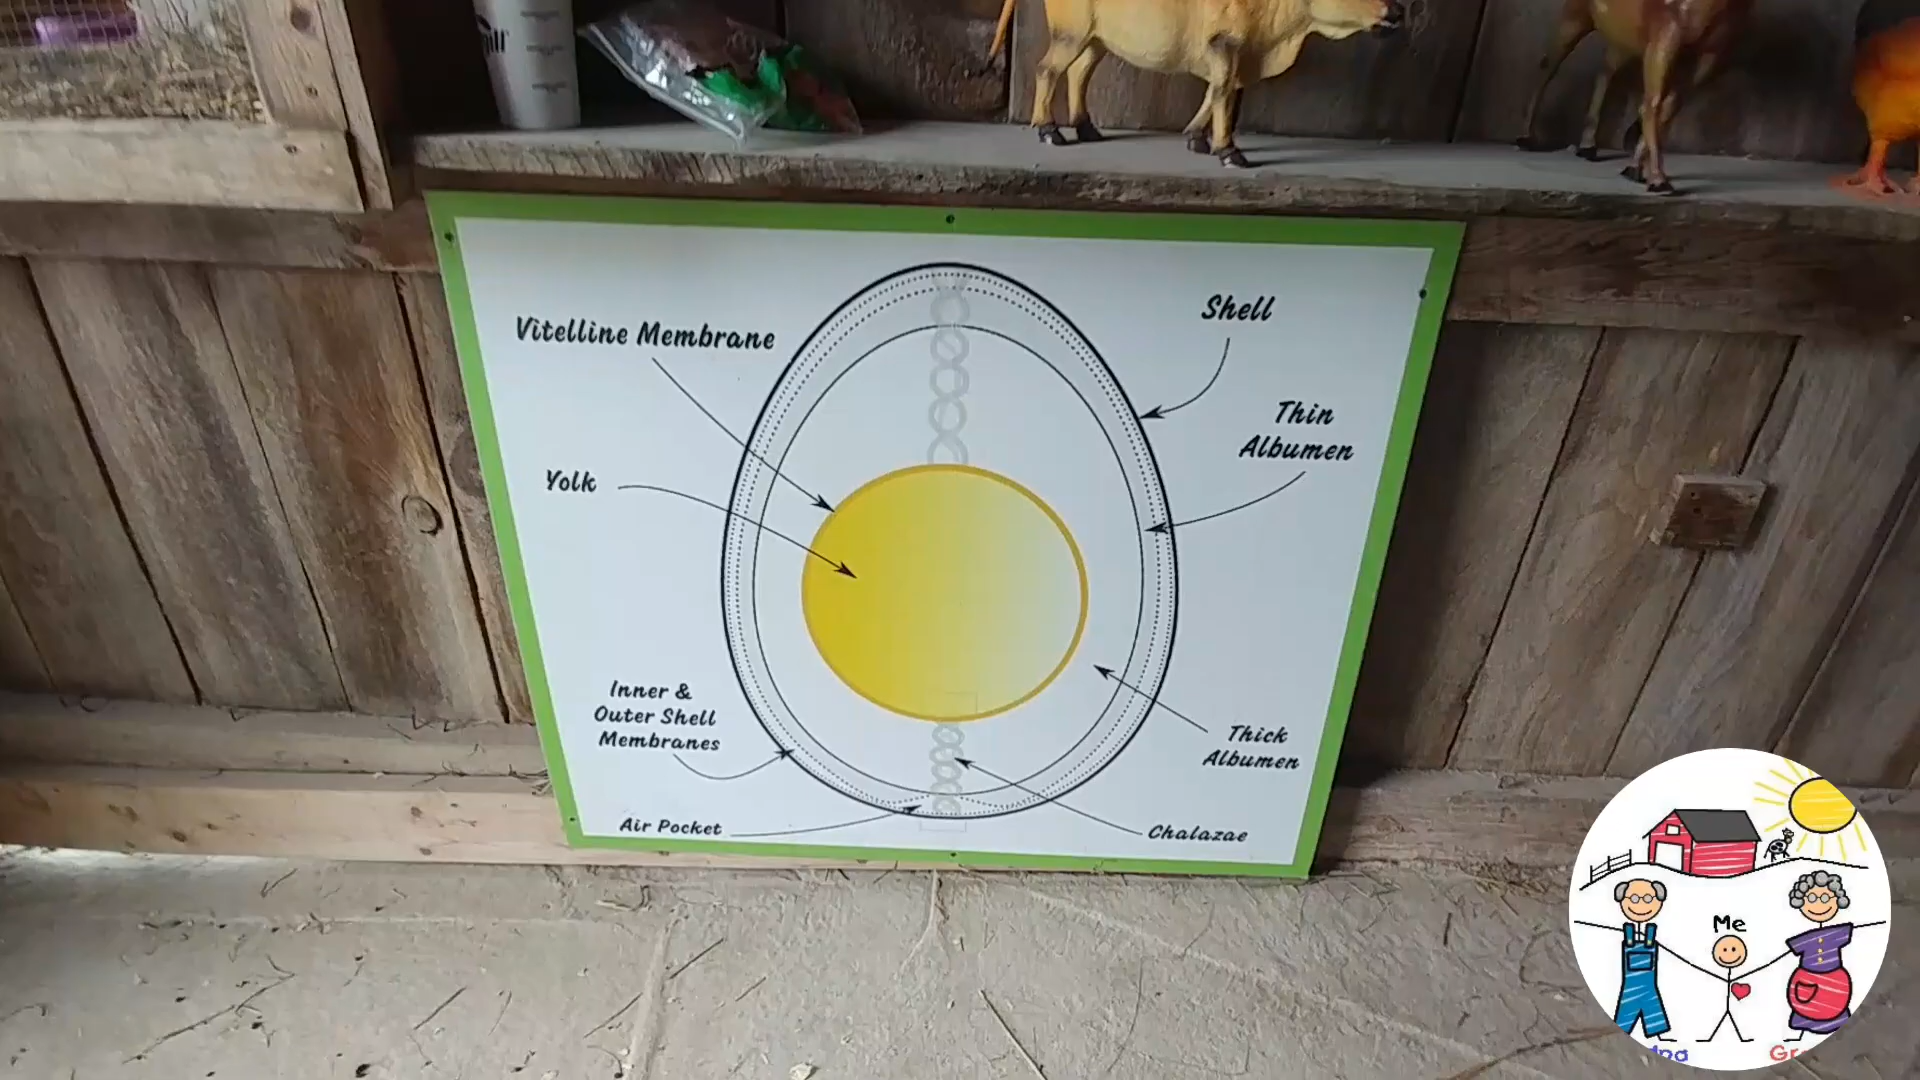 Vitelline Membrane
Shell
Thin
Albumen
Yolk
Inner &
Outer Shell
Membranes
Thick
Albumen
Air Pocket
Chalazae
Me